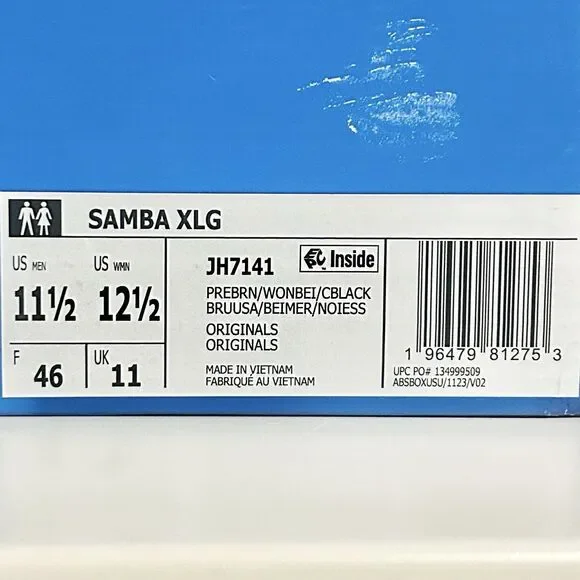 SAMBA XLG
US MEN
11½
US WMN
12½
F
46
UK
11
JH7141
Inside
PREBRN/WONBEI/CBLACK
BRUUSA/BEIMER/NOIESS
ORIGINALS
ORIGINALS
MADE IN VIETNAM
FABRIQUÉ AU VIETNAM
1 96479 81275 3
UPC PO# 134999509
ABSBOXUSU/1123/V02